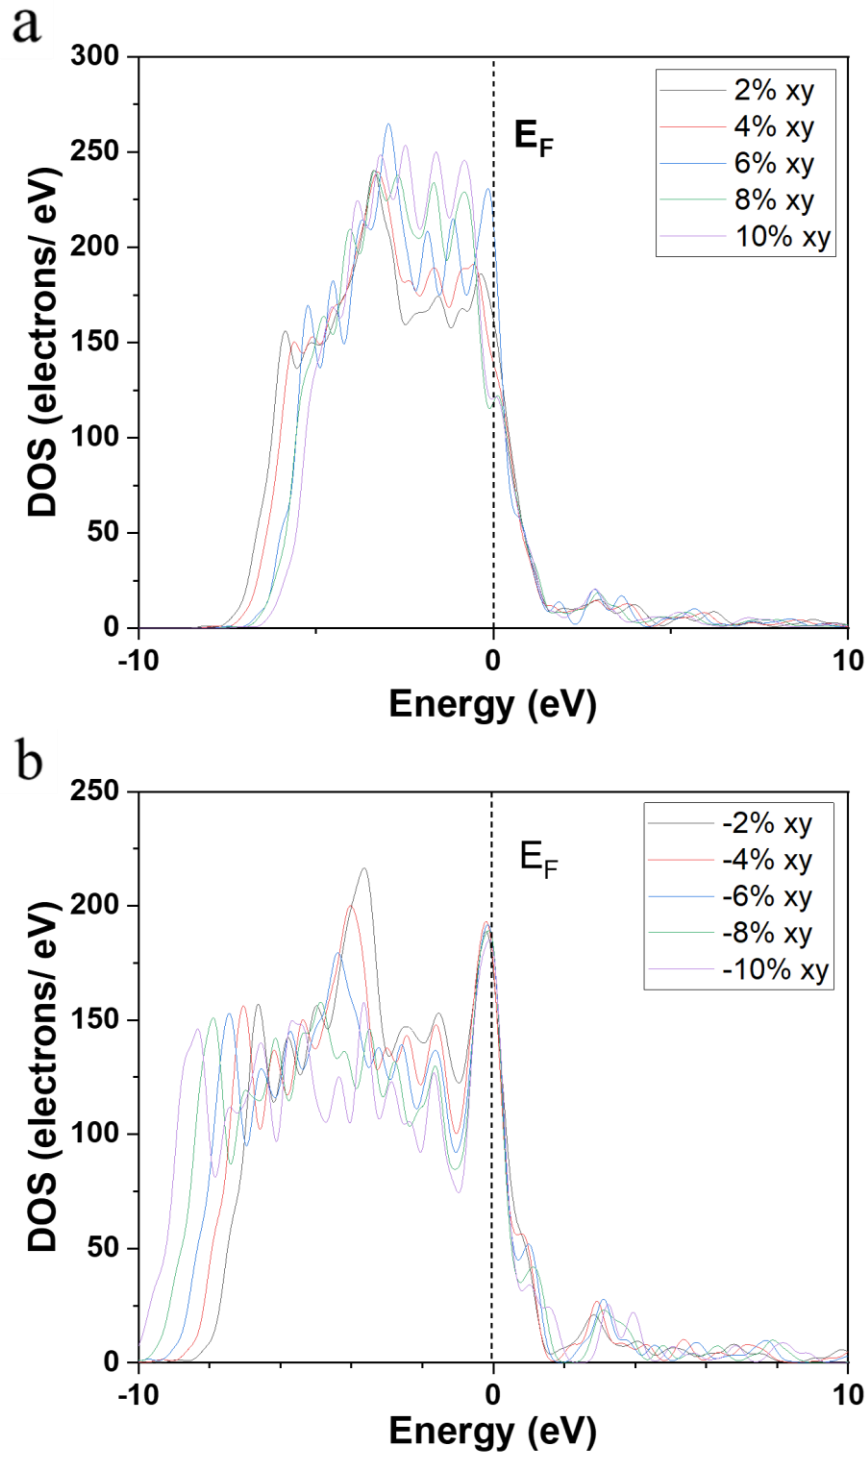 a
300
250
200
150
100
50
0
DOS (electrons/ eV)
E_F
2% xy
4% xy
6% xy
8% xy
10% xy
-10
0
10
Energy (eV)
b
250
200
150
100
50
0
DOS (electrons/ eV)
E_F
-2% xy
-4% xy
-6% xy
-8% xy
-10% xy
-10
0
10
Energy (eV)